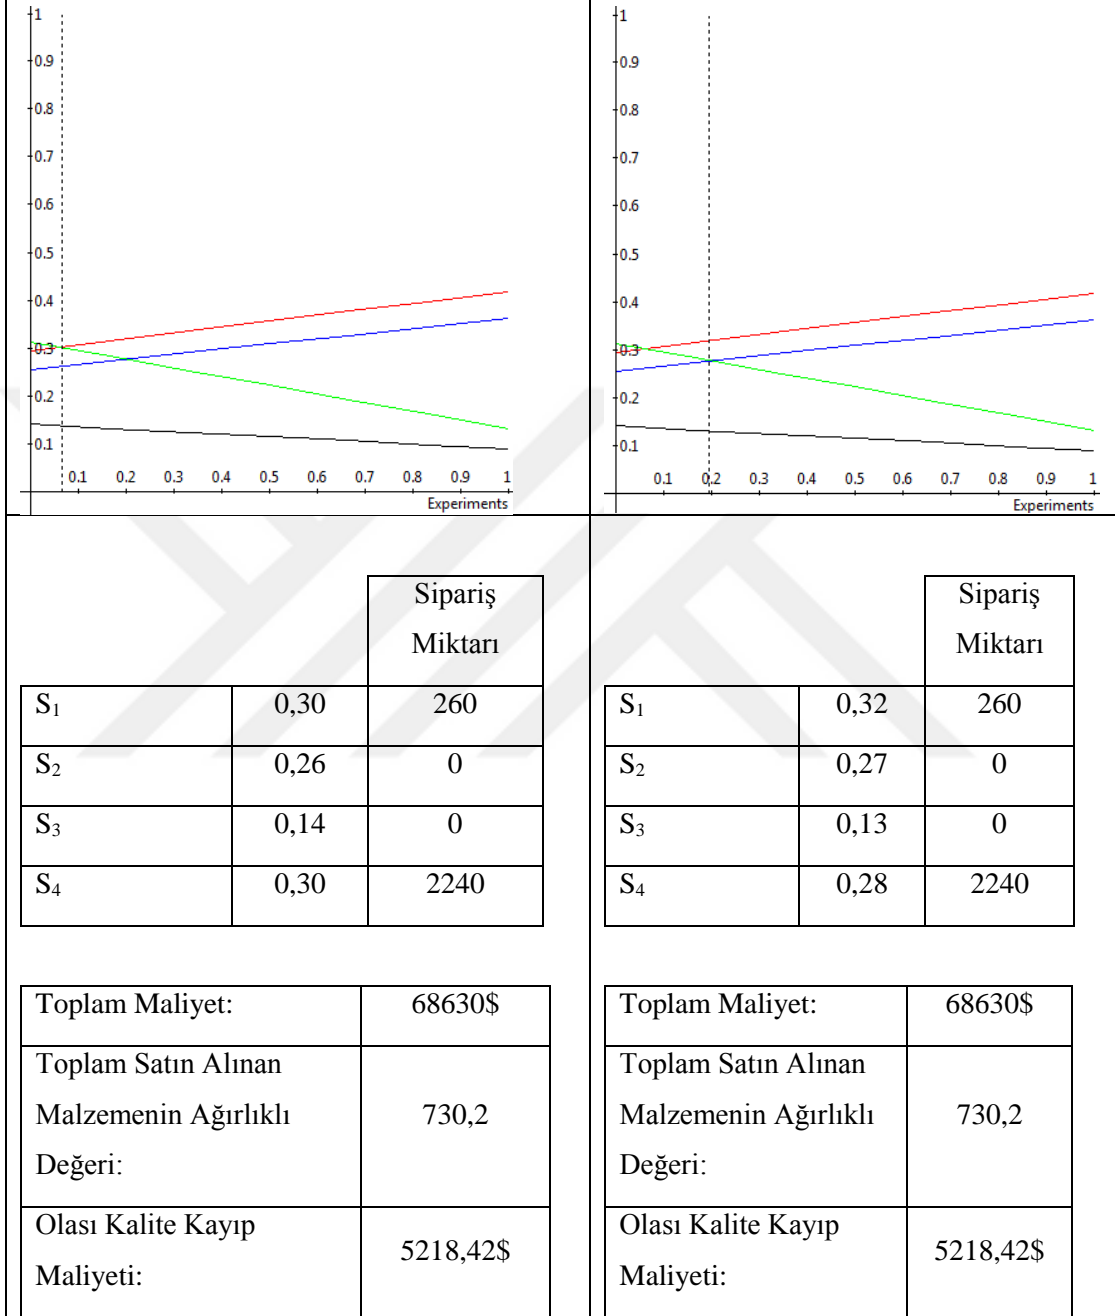 1
0.9
0.8
0.7
0.6
0.5
0.4
0.3
0.2
0.1
0.1 0.2 0.3 0.4 0.5 0.6 0.7 0.8 0.9 1
Experiments
Sipariş
Miktarı
S₁ 0,30 260
S₂ 0,26 0
S₃ 0,14 0
S₄ 0,30 2240
Toplam Maliyet: 68630$
Toplam Satın Alınan
Malzemenin Ağırlıklı 730,2
Değeri:
Olası Kalite Kayıp
Maliyeti: 5218,42$
1
0.9
0.8
0.7
0.6
0.5
0.4
0.3
0.2
0.1
0.1 0.2 0.3 0.4 0.5 0.6 0.7 0.8 0.9 1
Experiments
Sipariş
Miktarı
S₁ 0,32 260
S₂ 0,27 0
S₃ 0,13 0
S₄ 0,28 2240
Toplam Maliyet: 68630$
Toplam Satın Alınan
Malzemenin Ağırlıklı 730,2
Değeri:
Olası Kalite Kayıp
Maliyeti: 5218,42$